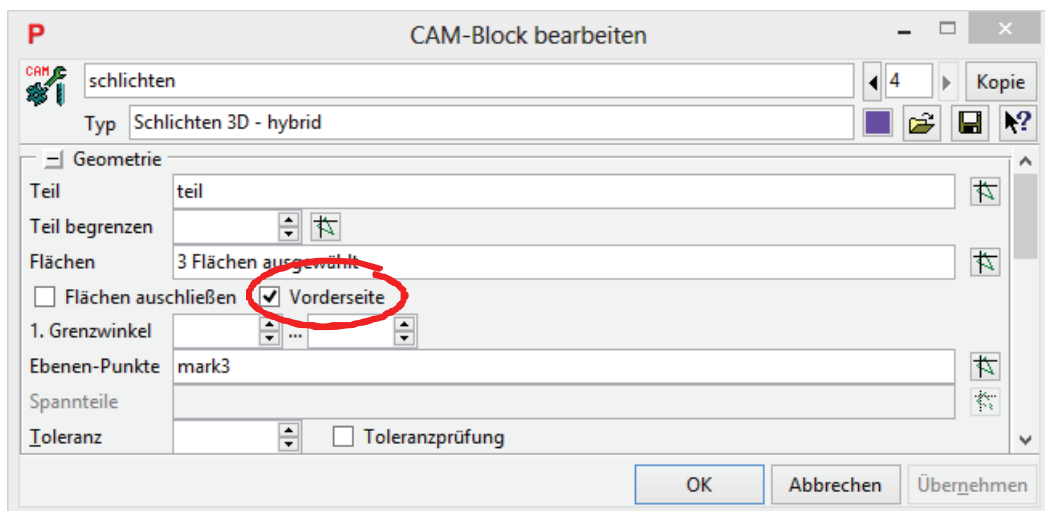 P CAM-Block bearbeiten
CAM schlichten 4 Kopie
Typ Schlichten 3D - hybrid
Geometrie
Teil teil
Teil begrenzen
Flächen 3 Flächen ausgewählt
Flächen auschließen Vorderseite
1. Grenzwinkel ...
Ebenen-Punkte mark3
Spannteile
Toleranz Toleranzprüfung
OK Abbrechen Übernehmen